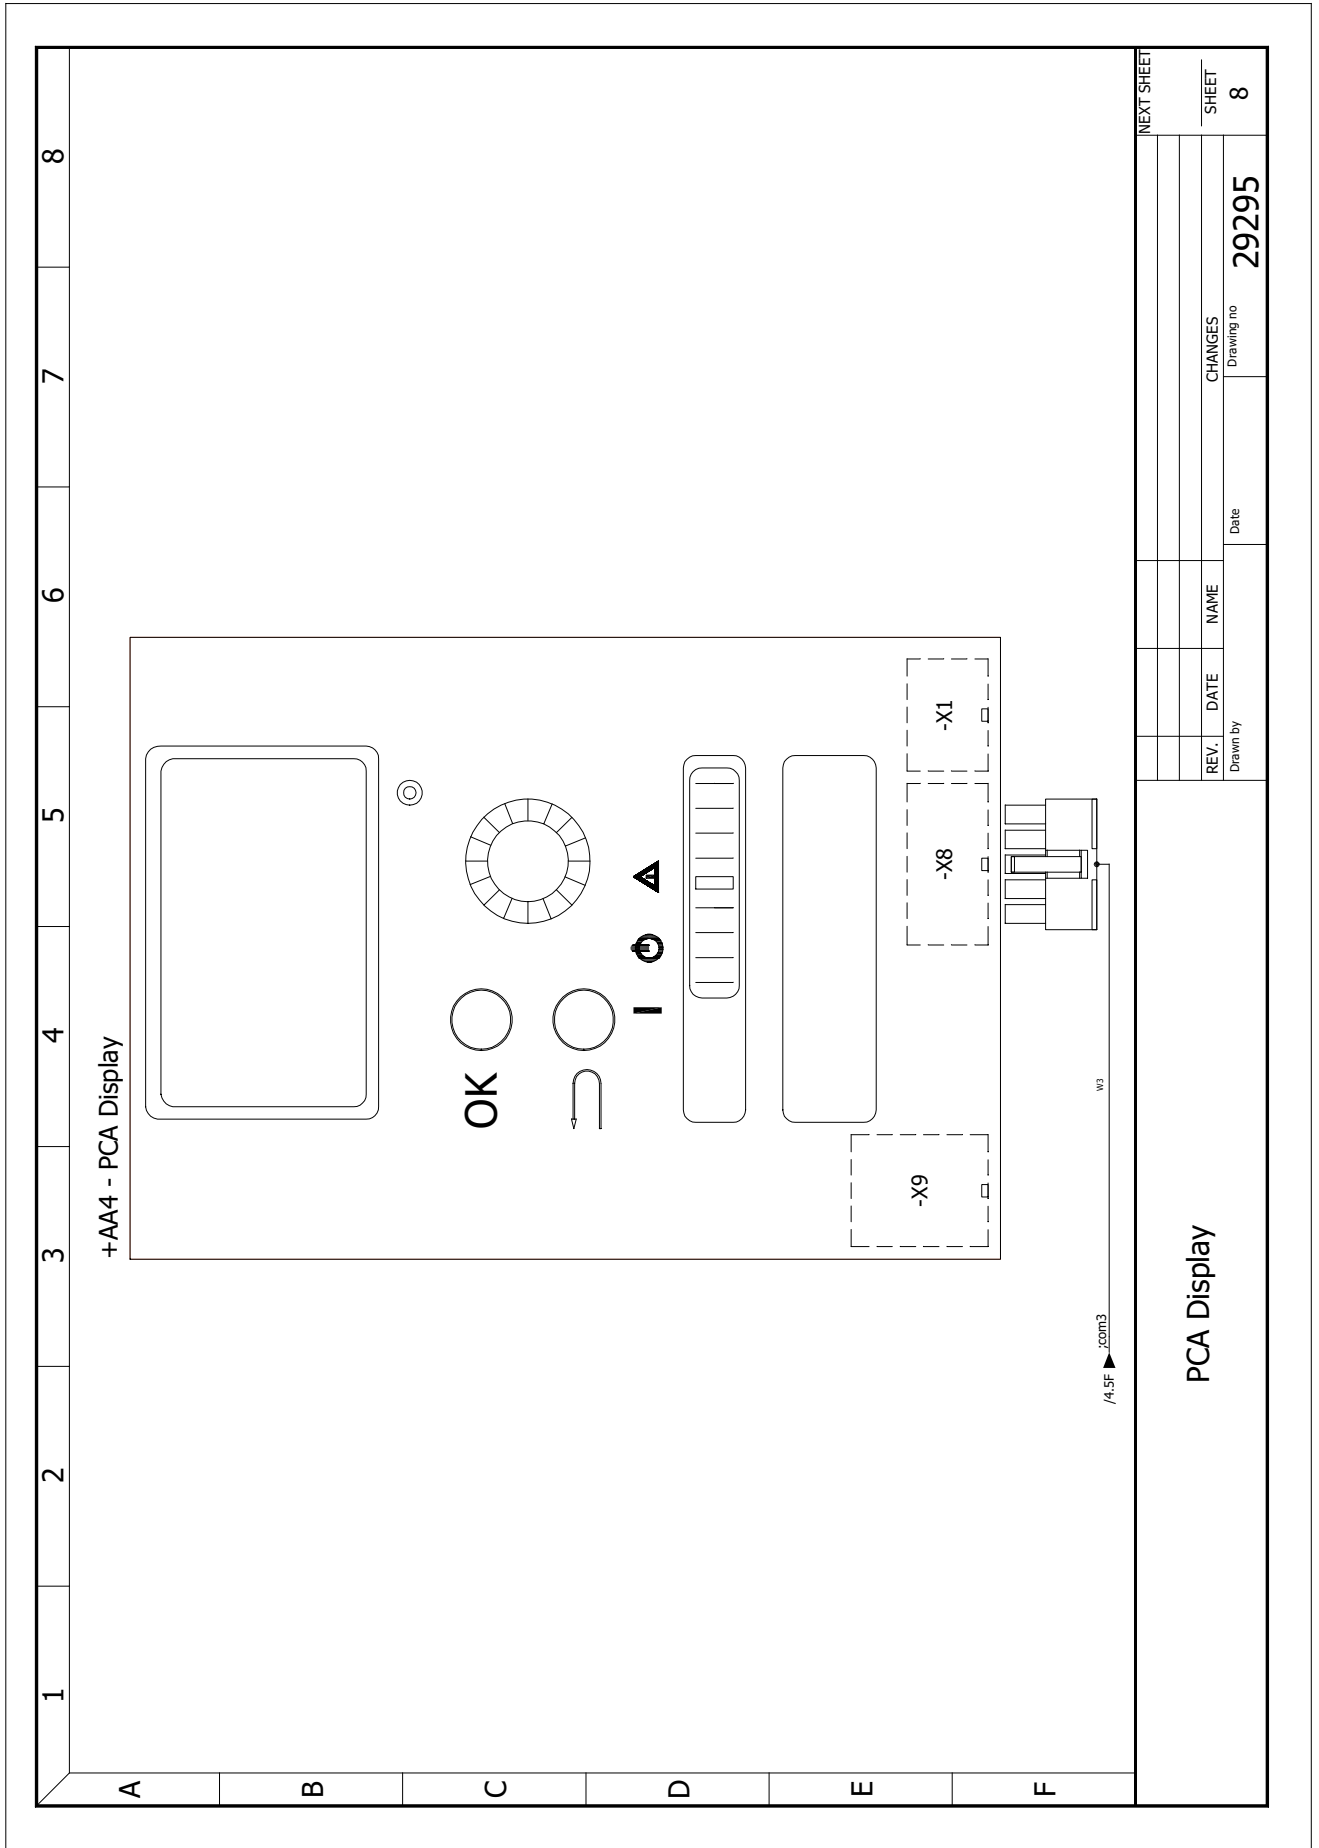 1 2 3 4 5 6 7 8
A
B
C
D
E
F
+AA4 - PCA Display
OK
-X9
-X8
-X1
W3
/4.5F
;com3
PCA Display
REV. DATE NAME CHANGES
Drawn by
Date
Drawing no
29295
NEXT SHEET
SHEET
8